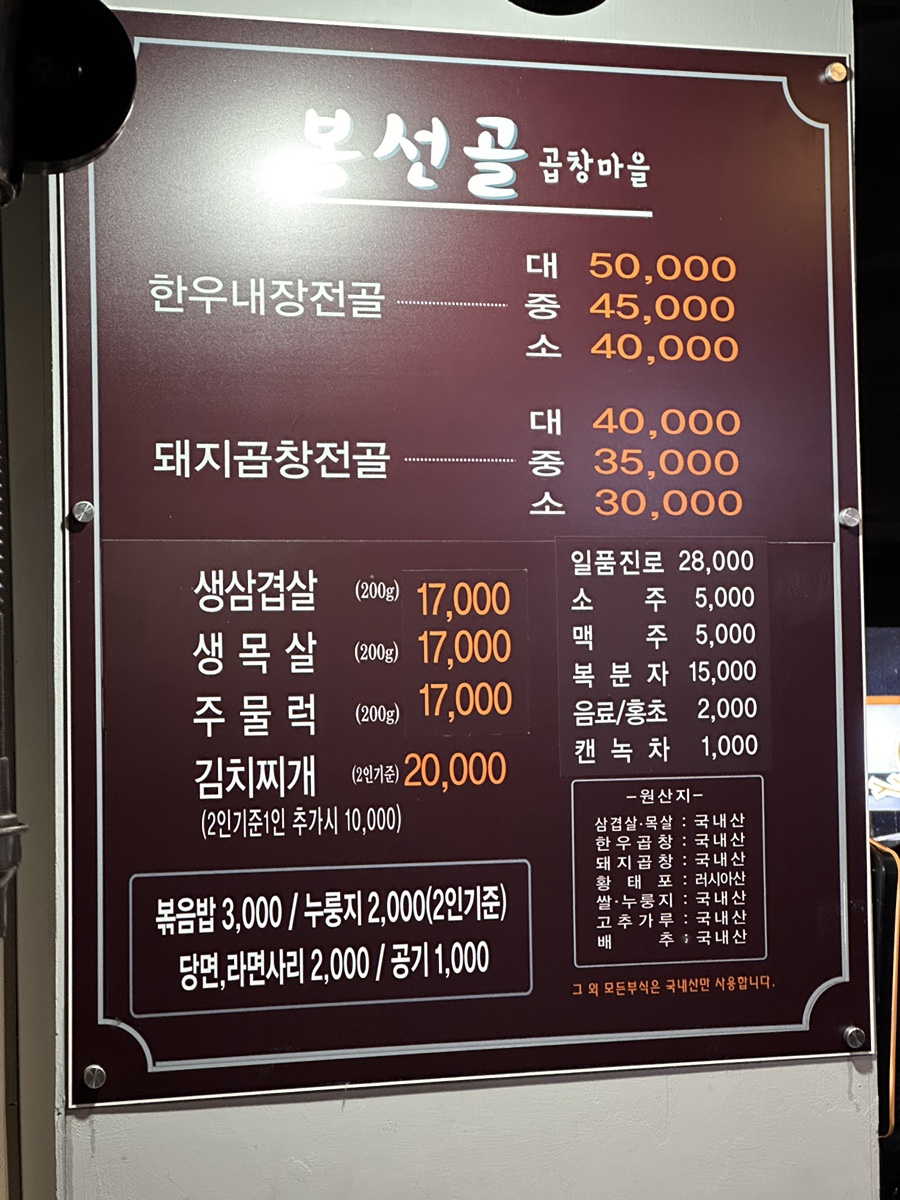 봉선골 곱창마을
한우내장전골 대 50,000
중 45,000
소 40,000
돼지곱창전골 대 40,000
중 35,000
소 30,000
생삼겹살 (200g) 17,000
생목살 (200g) 17,000
주물럭 (200g) 17,000
김치찌개 (2인기준) 20,000
(2인기준1인 추가시 10,000)
볶음밥 3,000 / 누룽지 2,000(2인기준)
당면,라면사리 2,000 / 공기 1,000
일품진로 28,000
소주 5,000
맥주 5,000
복분자 15,000
음료/홍초 2,000
캔녹차 1,000
-원산지-
삼겹살·목살 : 국내산
한우곱창 : 국내산
돼지곱창 : 국내산
황태포 : 러시아산
쌀·누룽지 : 국내산
고추가루 : 국내산
배추 : 국내산
그 외 모든부식은 국내산만 사용합니다.